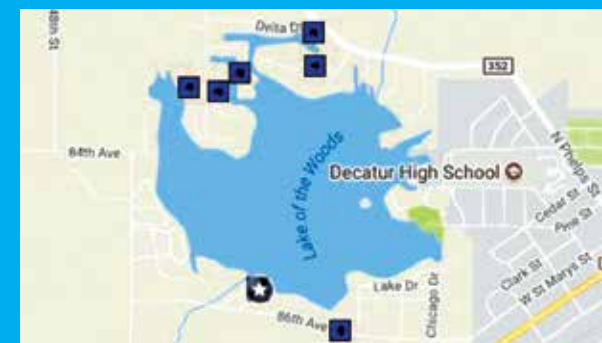 48th St
Delta D
352
84th Ave
Lake of the Woods
Decatur High School
N Phelps St
Cedar St
Pine St
Clark St
W St Marys St
Lake Dr
Chicago Dr
86th Ave